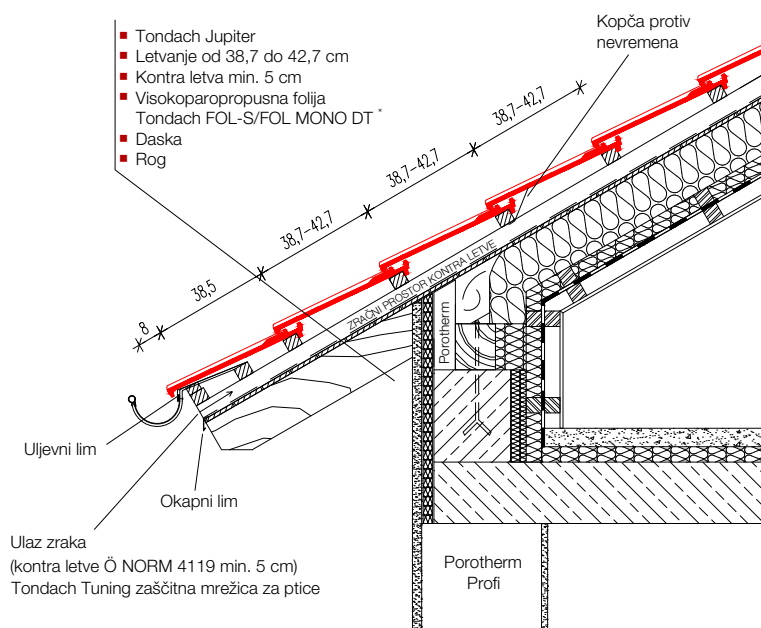 Tondach Jupiter
Letvanje od 38,7 do 42,7 cm
Kontra letva min. 5 cm
Visokoparopropusna folija
Tondach FOL-S/FOL MONO DT *
Daska
Rog
Kopča protiv
nevremena
38,7-42,7
38,7-42,7
38,7-42,7
38,5
8
ZRAČNI PROSTOR KONTRA LETVE
Porotherm
Uljevni lim
Okapni lim
Ulaz zraka
(kontra letve Ö NORM 4119 min. 5 cm)
Tondach Tuning zaščitna mrežica za ptice
Porotherm
Profi